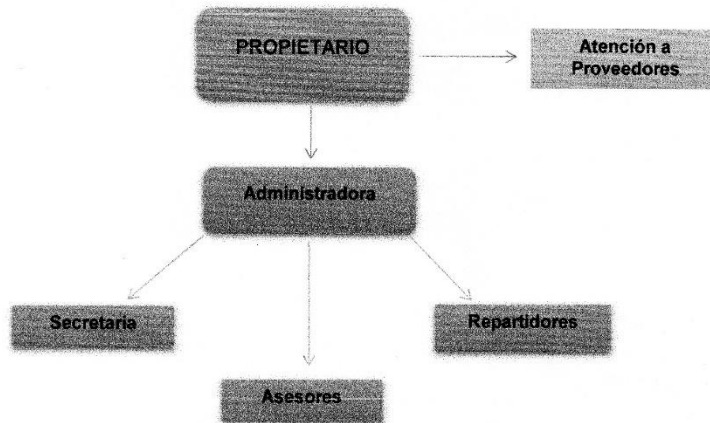 PROPIETARIO
Atención a
Proveedores
Administradora
Secretaria
Repartidores
Asesores